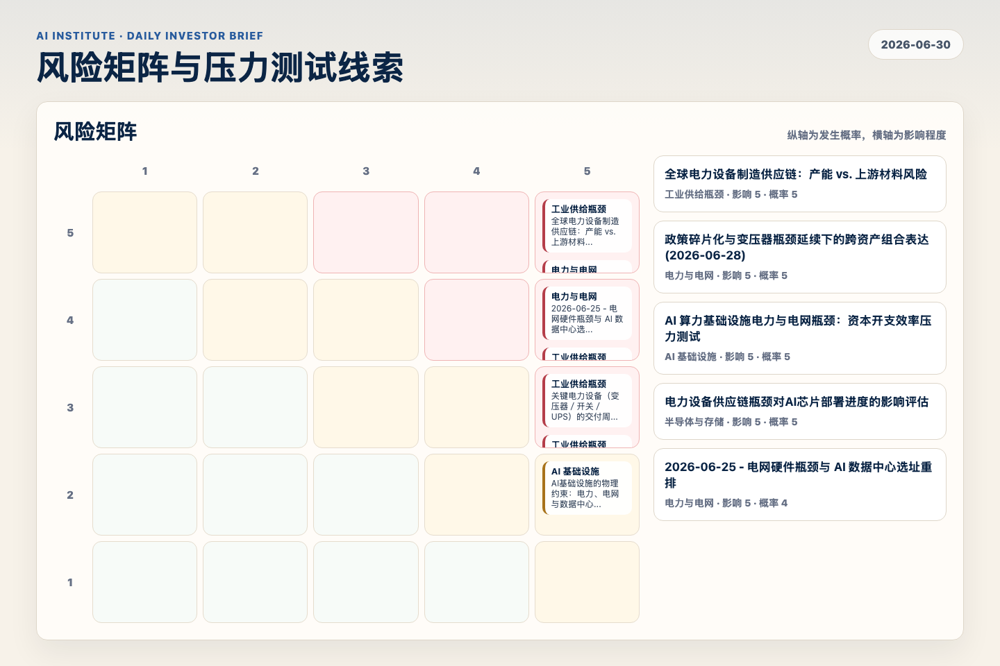 AI INSTITUTE · DAILY INVESTOR BRIEF
风险矩阵与压力测试线索
2026-06-30
风险矩阵
纵轴为发生概率，横轴为影响程度
1 2 3 4 5
5
工业供给瓶颈
全球电力设备制造
供应链：产能 vs.
上游材料...
电力与电网
4
电力与电网
2026-06-25 - 电
网硬件瓶颈与 AI 数
据中心选...
工业供给瓶颈
3
工业供给瓶颈
关键电力设备（变
压器 / 开关 /
UPS）的交付周...
工业供给瓶颈
2
AI 基础设施
AI基础设施的物理
约束：电力、电网
与数据中心...
1
全球电力设备制造供应链：产能 vs. 上游材料风险
工业供给瓶颈 · 影响 5 · 概率 5
政策碎片化与变压器瓶颈延续下的跨资产组合表达
(2026-06-28)
电力与电网 · 影响 5 · 概率 5
AI 算力基础设施电力与电网瓶颈：资本开支效率压
力测试
AI 基础设施 · 影响 5 · 概率 5
电力设备供应链瓶颈对AI芯片部署进度的影响评估
半导体与存储 · 影响 5 · 概率 5
2026-06-25 - 电网硬件瓶颈与 AI 数据中心选址重
排
电力与电网 · 影响 5 · 概率 4